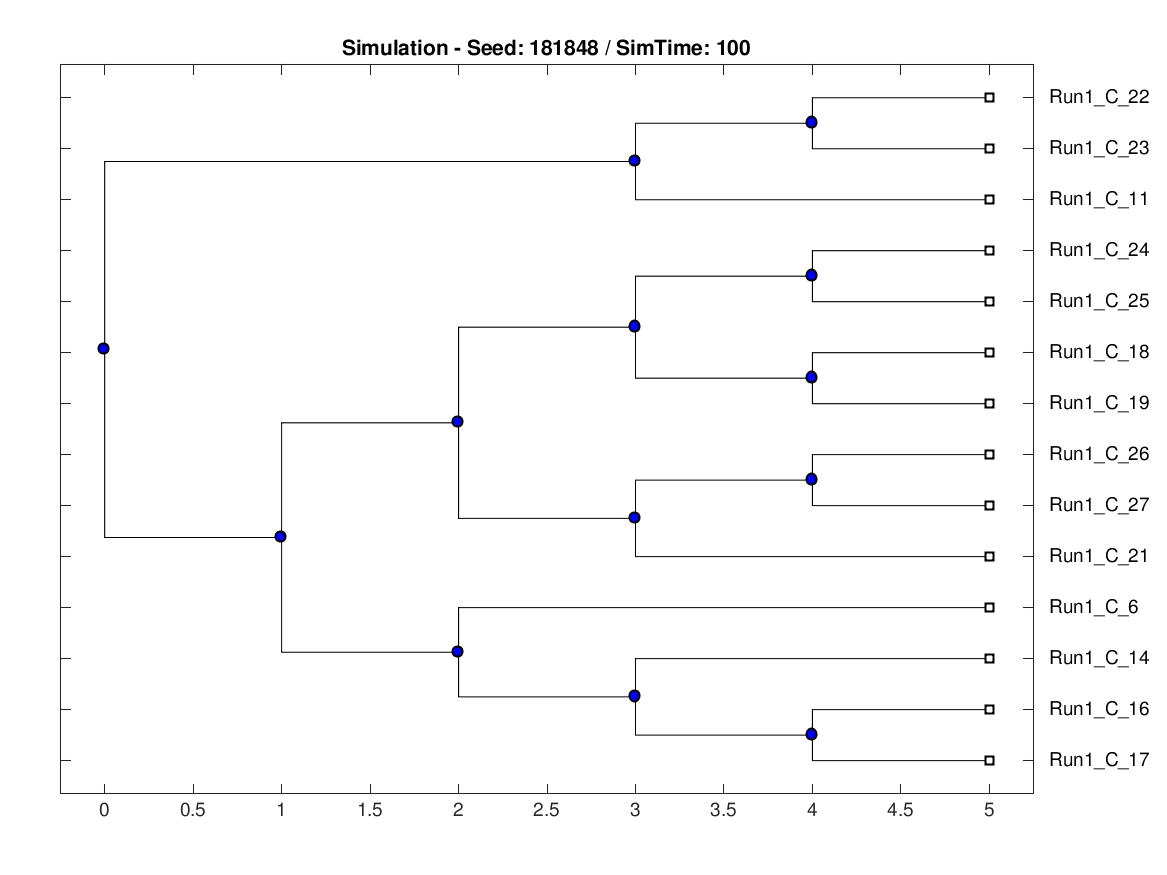 Simulation - Seed: 181848 / SimTime: 100
Run1_C_22
Run1_C_23
Run1_C_11
Run1_C_24
Run1_C_25
Run1_C_18
Run1_C_19
Run1_C_26
Run1_C_27
Run1_C_21
Run1_C_6
Run1_C_14
Run1_C_16
Run1_C_17
0 0.5 1 1.5 2 2.5 3 3.5 4 4.5 5